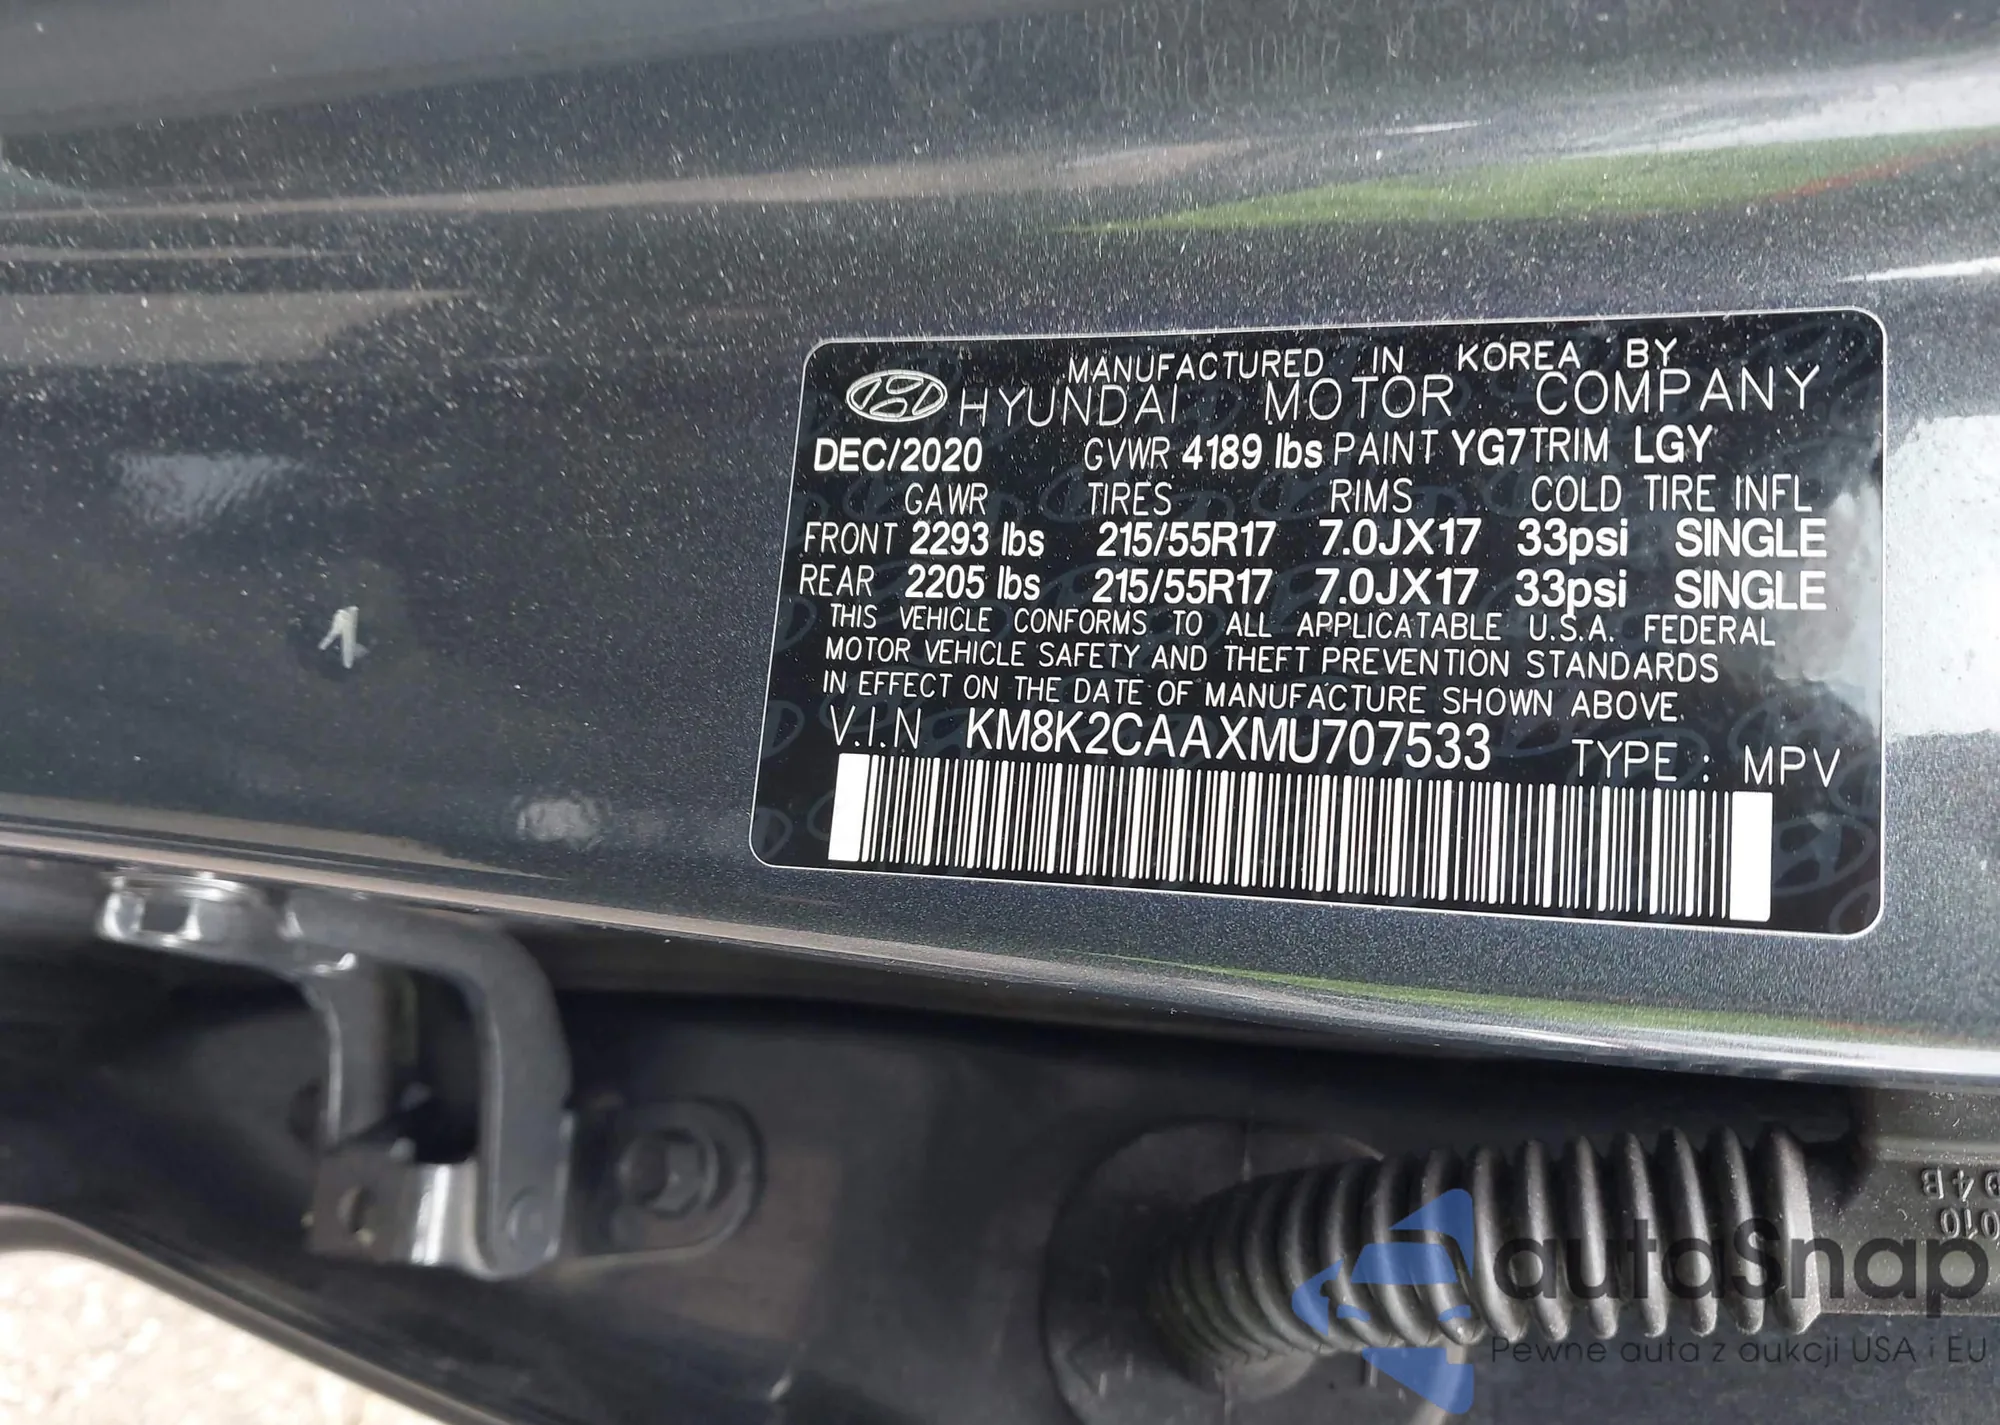 MANUFACTURED IN KOREA BY
HYUNDAI MOTOR COMPANY
DEC/2020 GVWR 4189 lbs PAINT YG7 TRIM LGY
GAWR TIRES RIMS COLD TIRE INFL
FRONT 2293 lbs 215/55R17 7.0JX17 33psi SINGLE
REAR 2205 lbs 215/55R17 7.0JX17 33psi SINGLE
THIS VEHICLE CONFORMS TO ALL APPLICATABLE U.S.A. FEDERAL
MOTOR VEHICLE SAFETY AND THEFT PREVENTION STANDARDS
IN EFFECT ON THE DATE OF MANUFACTURE SHOWN ABOVE.
V.I.N KM8K2CAAXMU707533 TYPE : MPV
1
autaSnap
Pewne auta z aukcji USA i EU